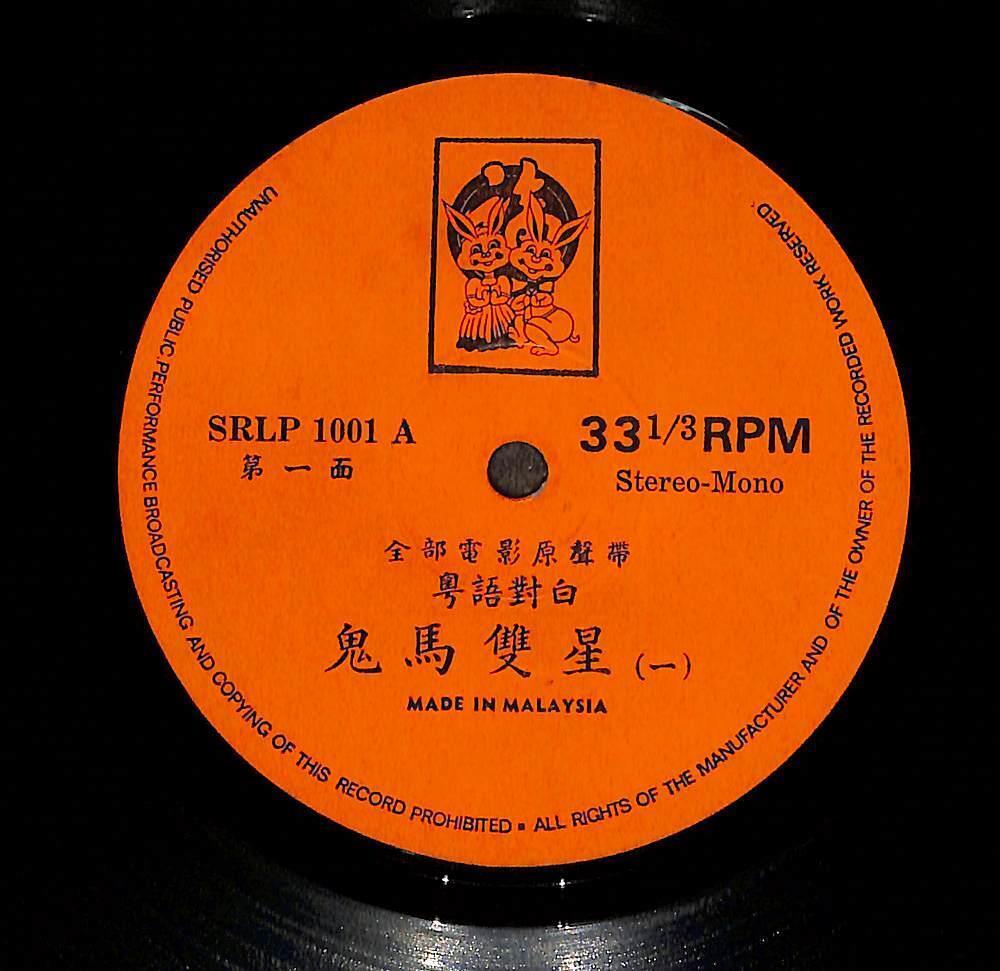 SRLP 1001 A
第一面
33 1/3 RPM
Stereo-Mono
全部電影原聲帶
粵語對白
鬼馬雙星(一)
MADE IN MALAYSIA
UNAUTHORISED PUBLIC PERFORMANCE BROADCASTING AND COPYING OF THIS RECORD PROHIBITED ▪ ALL RIGHTS OF THE MANUFACTURER AND OF THE OWNER OF THE RECORDED WORK RESERVED